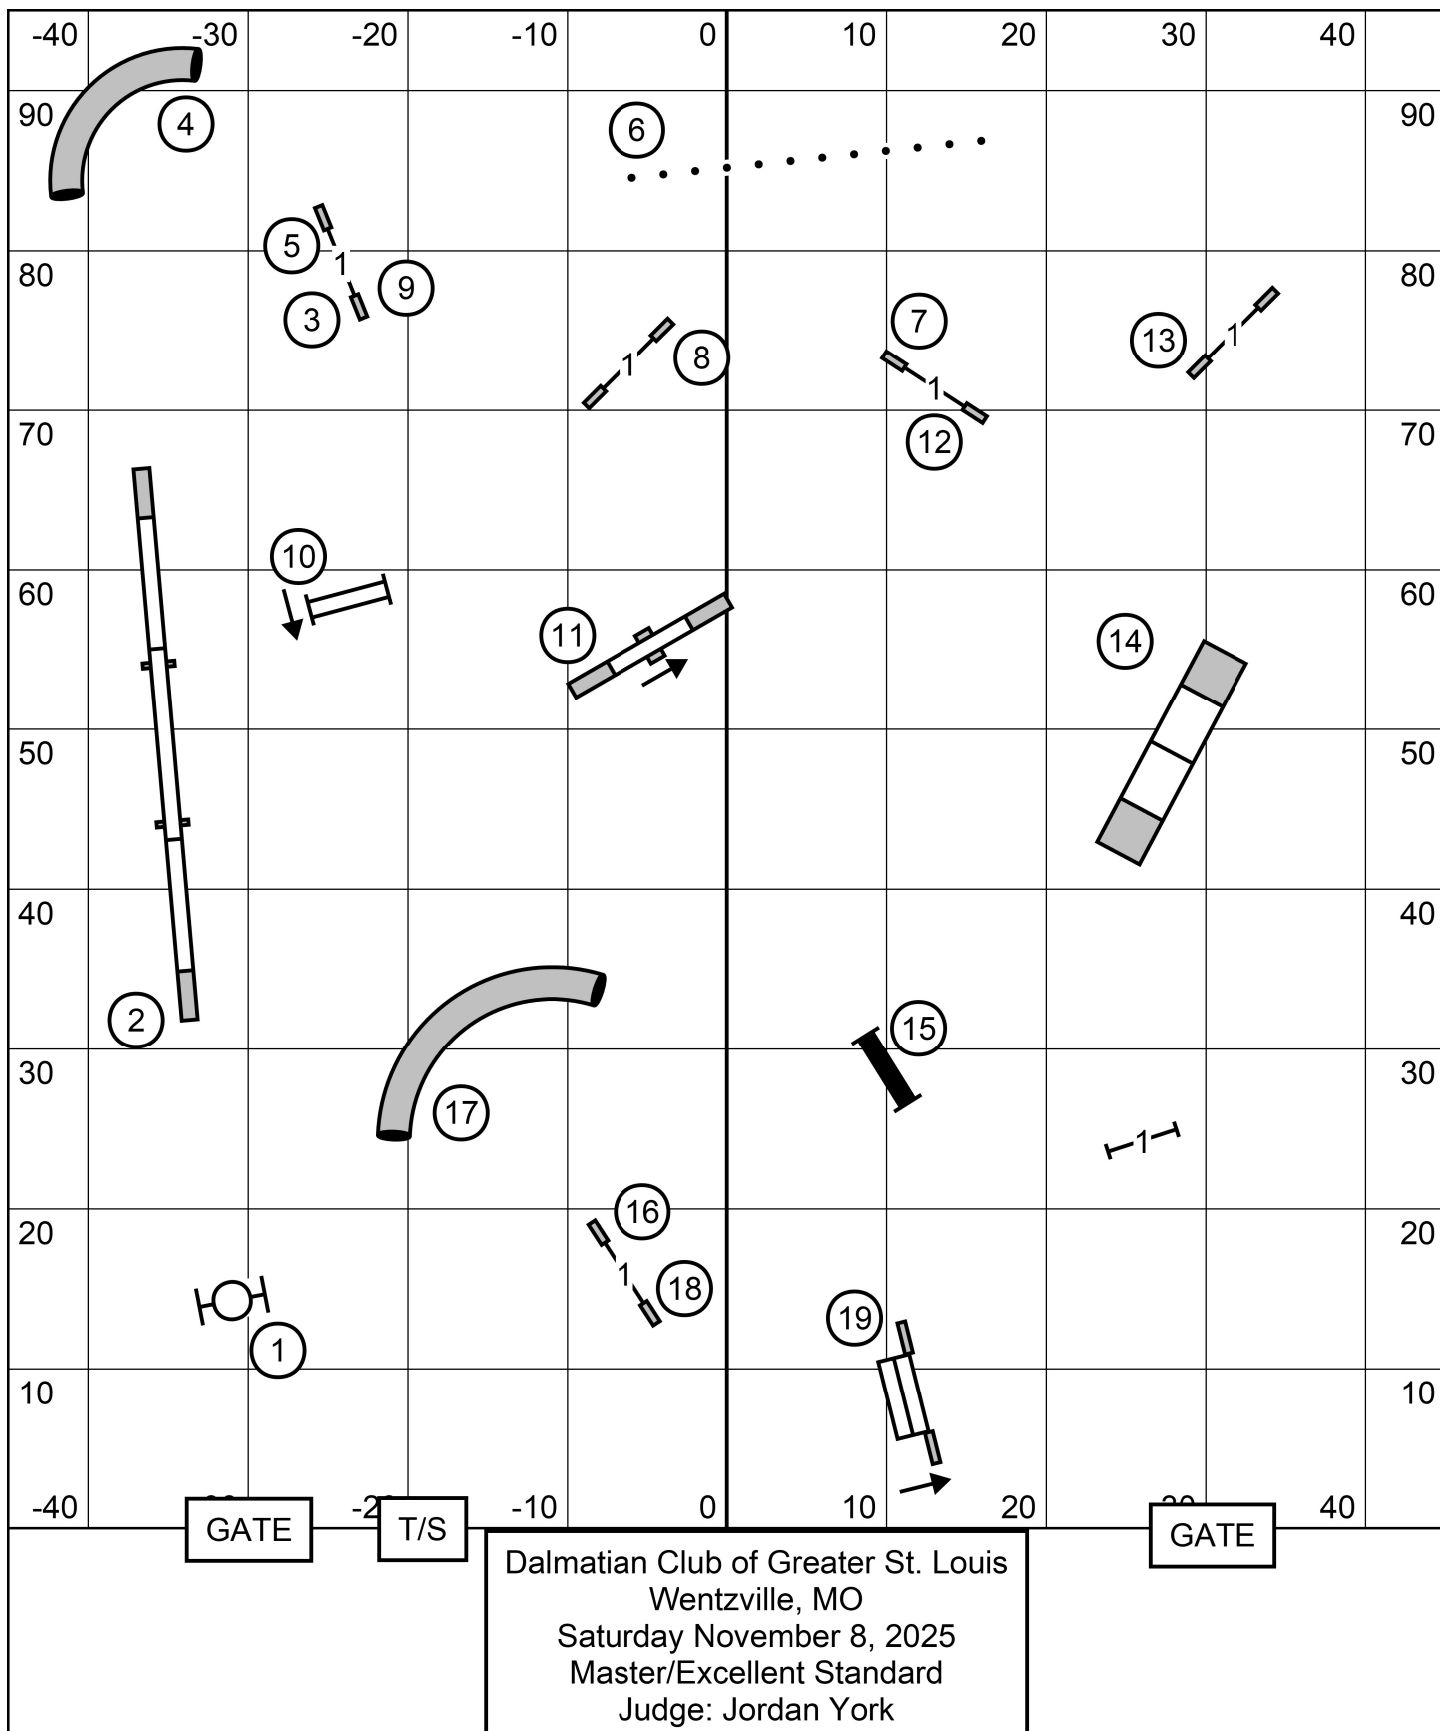 -40 -30 -20 -10 0 10 20 30 40
90 4 6 90
5 80 1 9 80
3 7 13 1
1 8 1
70 12 70
10
60 11 60
14
50 50
40 40
2 15
30 17 30
1
20 16 20
1 18
19
1
10 10
-40 -10 0 10 20 40
GATE T/S GATE
Dalmatian Club of Greater St. Louis
Wentzville, MO
Saturday November 8, 2025
Master/Excellent Standard
Judge: Jordan York